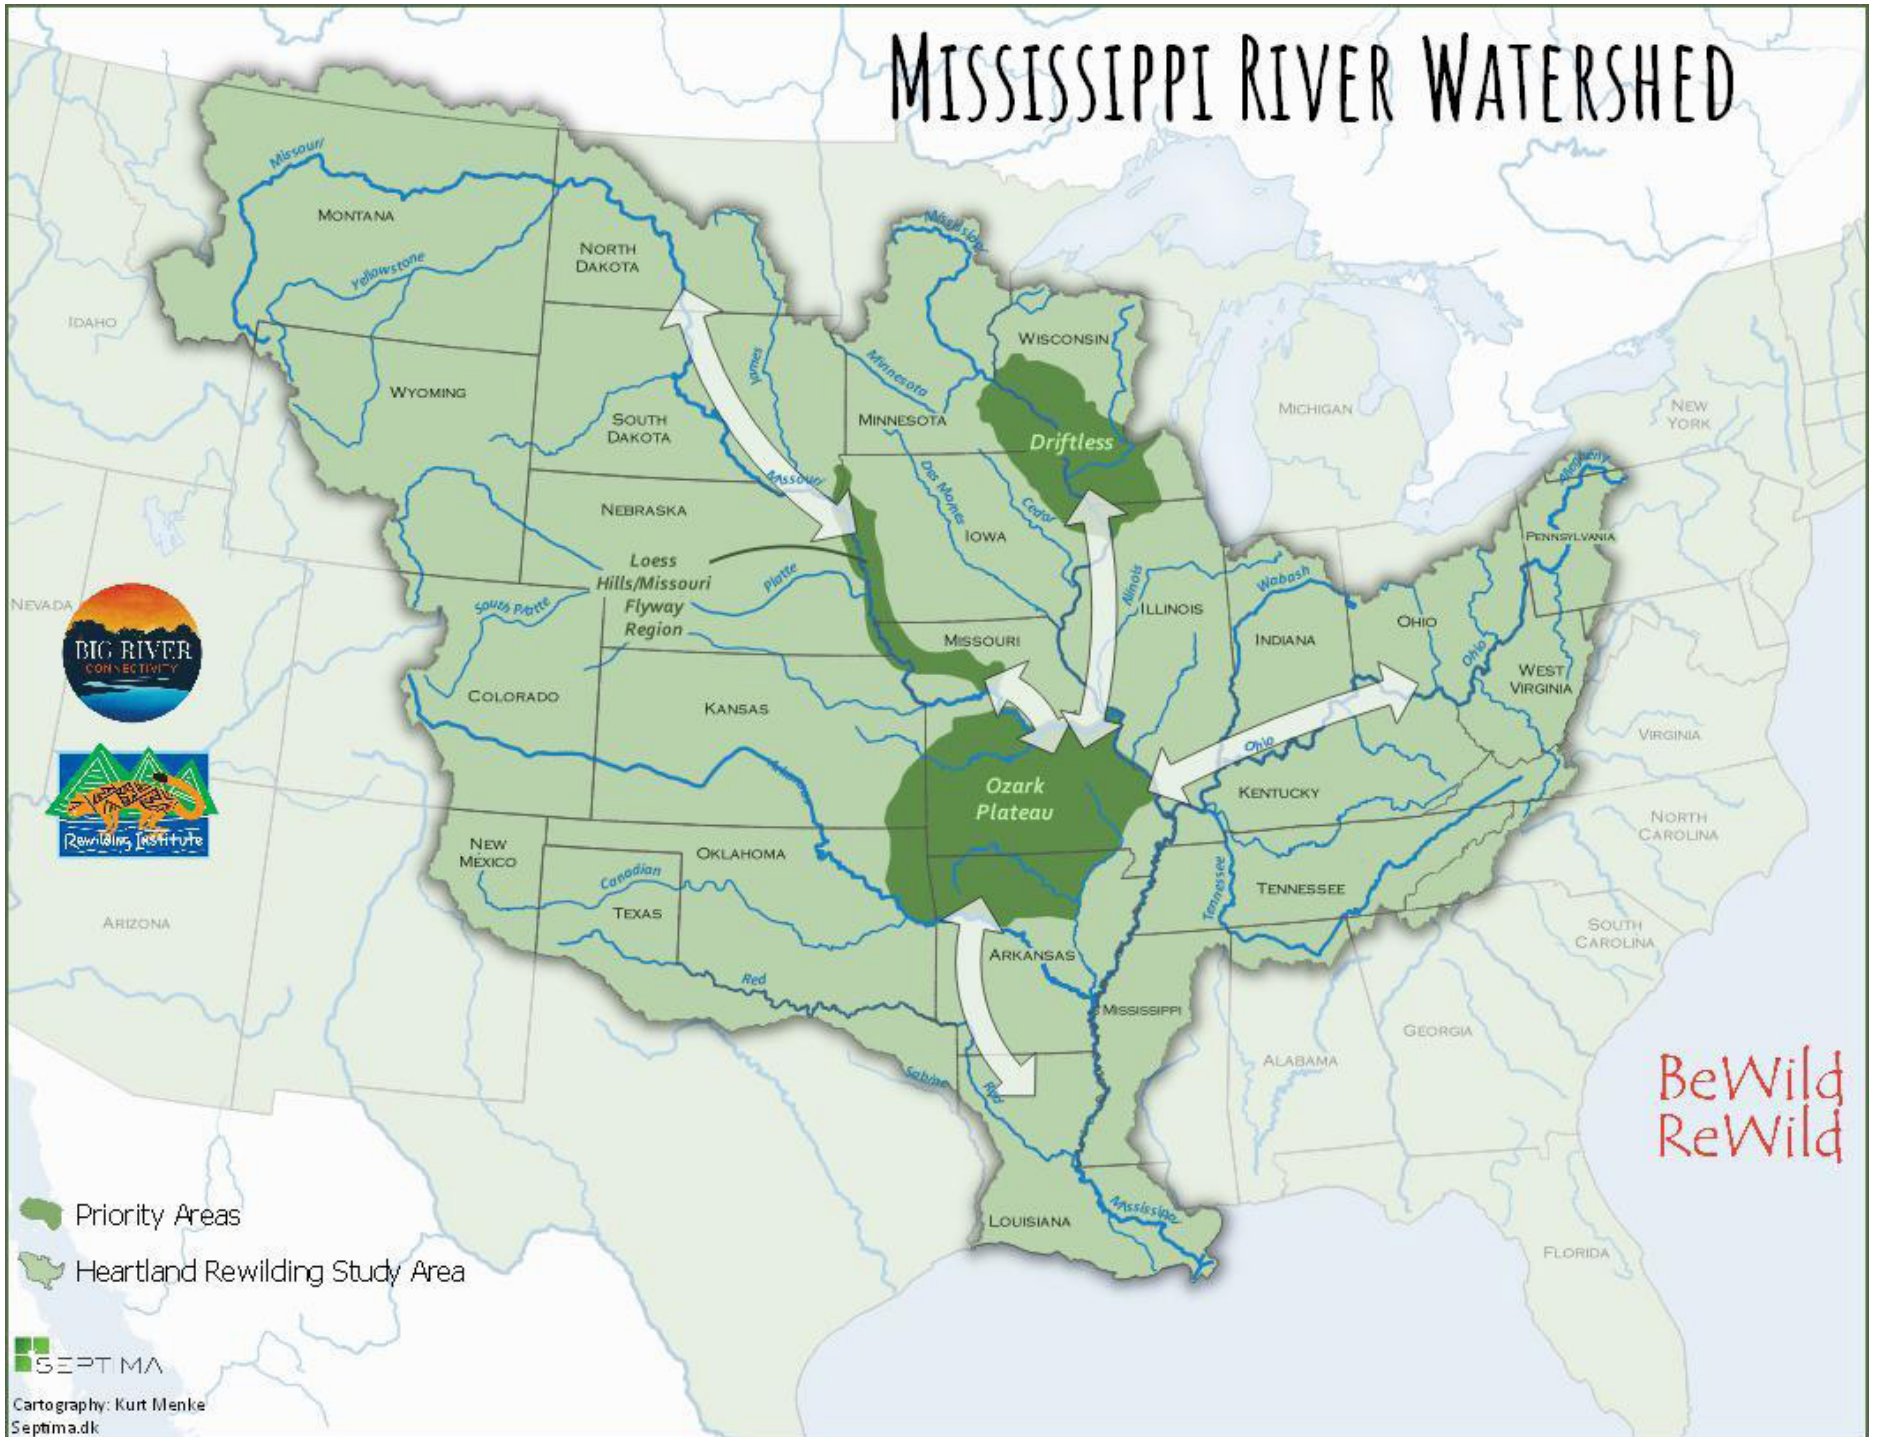 MISSISSIPPI RIVER WATERSHED
Missouri
MONTANA
Yellowstone
NORTH
DAKOTA
Mississippi
IDAHO
WISCONSIN
WYOMING
James
Minnesota
MINNESOTA
SOUTH
DAKOTA
MICHIGAN
NEW
YORK
Driftless
Missouri
Des Moines
Cedar
Allegheny
NEBRASKA
IOWA
PENNSYLVANIA
Loess
Hills/Missouri
Flyway
Region
Platte
South Platte
Illinois
ILLINOIS
Wabash
NEVADA
BIG RIVER
CONNECTIVITY
MISSOURI
INDIANA
OHIO
Ohio
WEST
VIRGINIA
COLORADO
KANSAS
VIRGINIA
Ohio
Arkansas
Ozark
Plateau
KENTUCKY
Rewilding Institute
NORTH
CAROLINA
NEW
MEXICO
OKLAHOMA
Canadian
TEXAS
Tennessee
TENNESSEE
ARIZONA
SOUTH
CAROLINA
ARKANSAS
Red
MISSISSIPPI
GEORGIA
ALABAMA
Sabine
Red
BeWild
ReWild
Mississippi
LOUISIANA
FLORIDA
Priority Areas
Heartland Rewilding Study Area
SEPTIMA
Cartography: Kurt Menke
Septima.dk